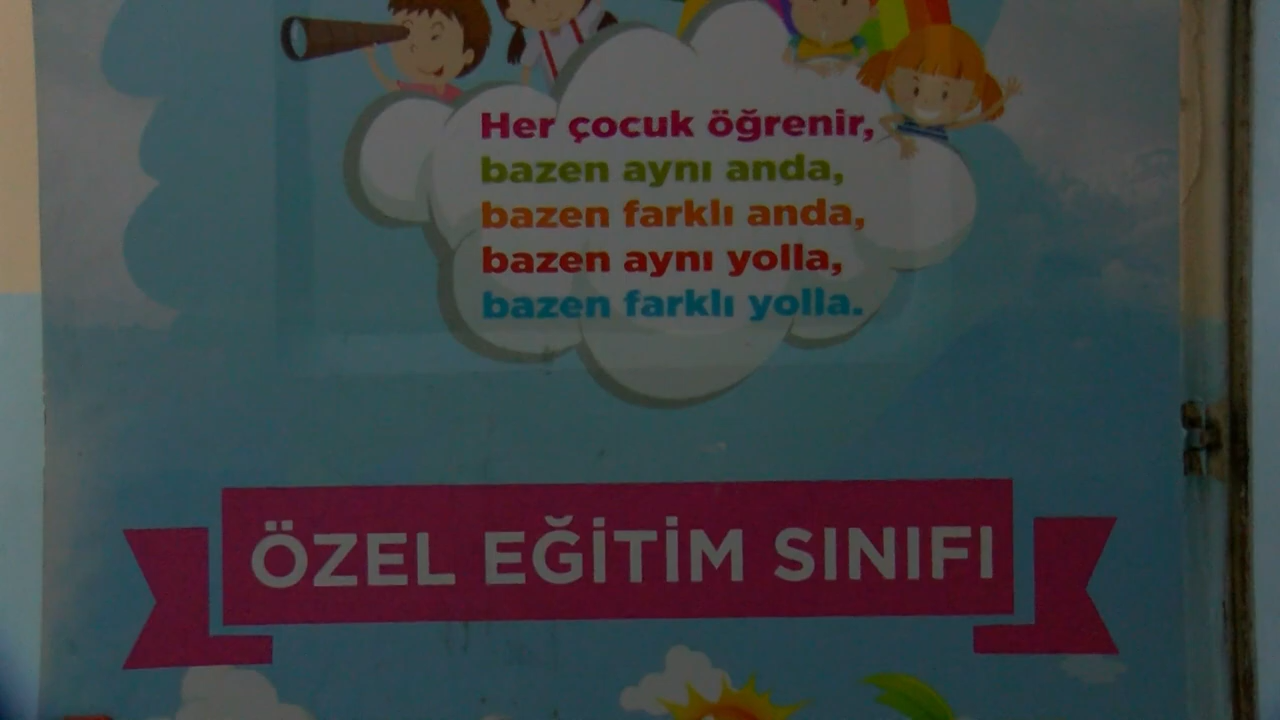 Her çocuk öğrenir,
bazen aynı anda,
bazen farklı anda,
bazen aynı yolla,
bazen farklı yolla.
ÖZEL EĞİTİM SINIFI